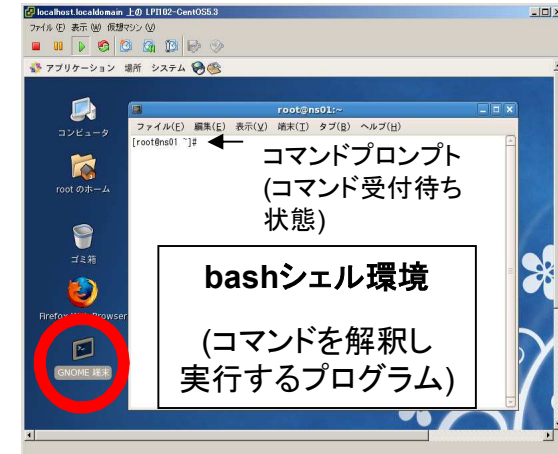 localhost.localdomain 上の LPI102-CentOS5.3
ファイル(F) 表示(W) 仮想マシン(V)
アプリケーション 場所 システム
root@ns01:~
ファイル(F) 編集(E) 表示(V) 端末(T) タブ(B) ヘルプ(H)
[root@ns01 ~]#
コマンドプロンプト
(コマンド受付待ち
状態)
コンピュータ
root のホーム
ゴミ箱
bashシェル環境
(コマンドを解釈し
実行するプログラム)
Firefox Web Browser
GNOME 端末